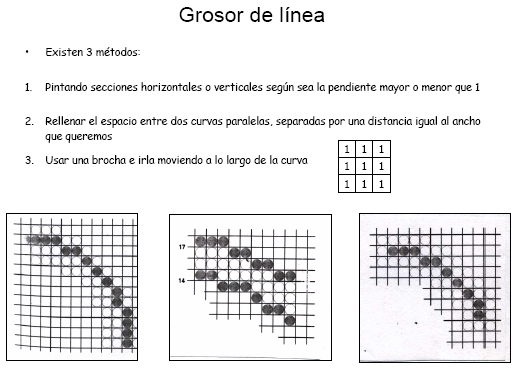 Grosor de línea
• Existen 3 métodos:
1. Pintando secciones horizontales o verticales según sea la pendiente mayor o menor que 1
2. Rellenar el espacio entre dos curvas paralelas, separadas por una distancia igual al ancho
que queremos
3. Usar una brocha e irla moviendo a lo largo de la curva
1 1 1
1 1 1
1 1 1
17
14